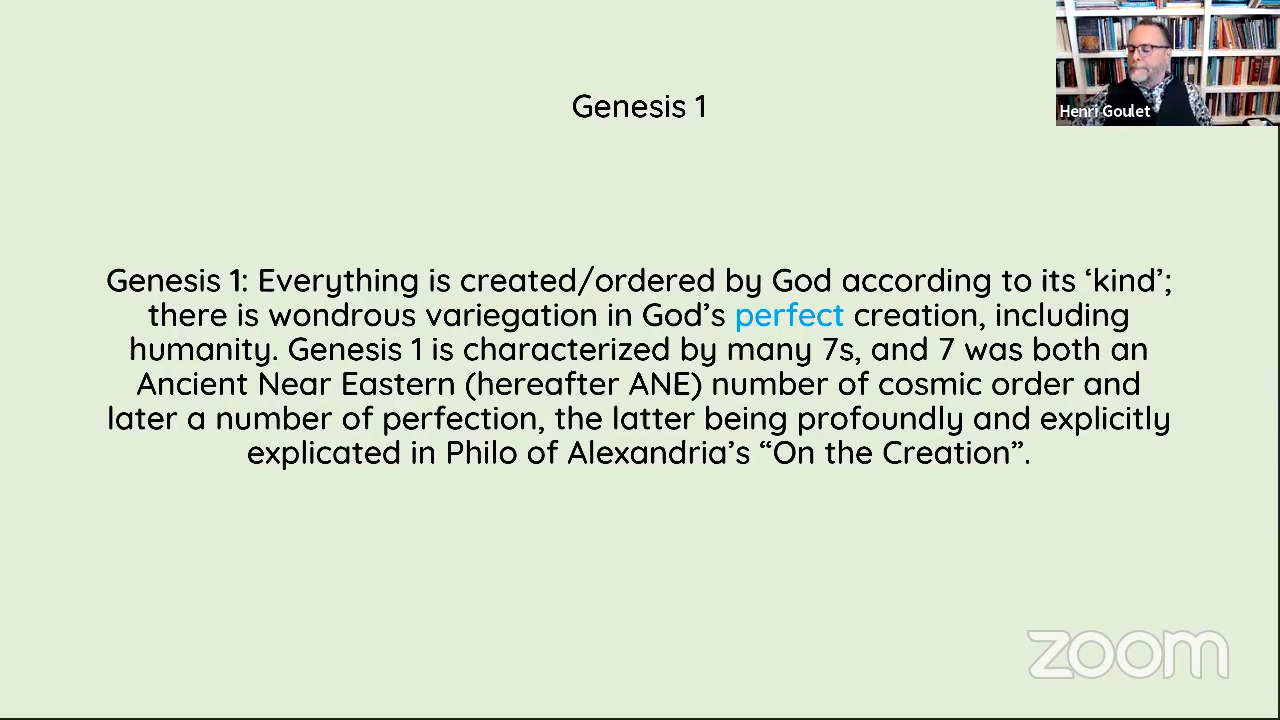 Genesis 1
Henri Goulet
Genesis 1: Everything is created/ordered by God according to its ‘kind’;
there is wondrous variegation in God’s perfect creation, including
humanity. Genesis 1 is characterized by many 7s, and 7 was both an
Ancient Near Eastern (hereafter ANE) number of cosmic order and
later a number of perfection, the latter being profoundly and explicitly
explicated in Philo of Alexandria’s “On the Creation”.
zoom